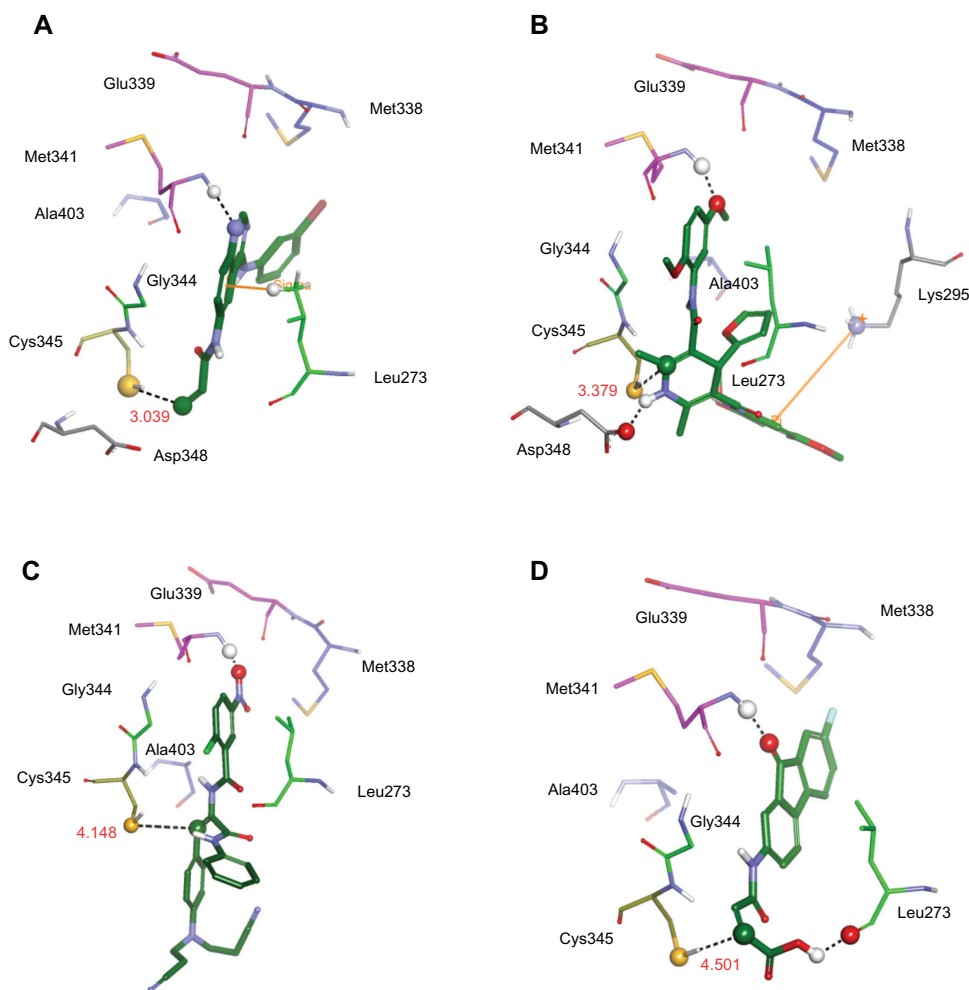 A
Glu339
Met338
Met341
Ala403
Gly344
Sigma
Cys345
Leu273
3.039
Asp348
B
Glu339
Met338
Met341
Gly344
Ala403
Lys295
+
Cys345
Leu273
3.379
Asp348
C
Glu339
Met341
Met338
Gly344
Ala403
Cys345
Leu273
4.148
D
Glu339
Met338
Met341
Ala403
Gly344
Leu273
Cys345
4.501